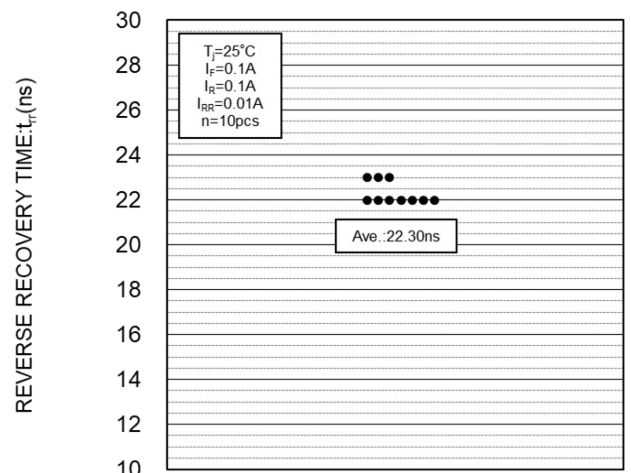 REVERSE RECOVERY TIME:trr(ns)
30
28
26
24
22
20
18
16
14
12
10
Tj=25°C
IF=0.1A
IR=0.1A
IRR=0.01A
n=10pcs
Ave.:22.30ns